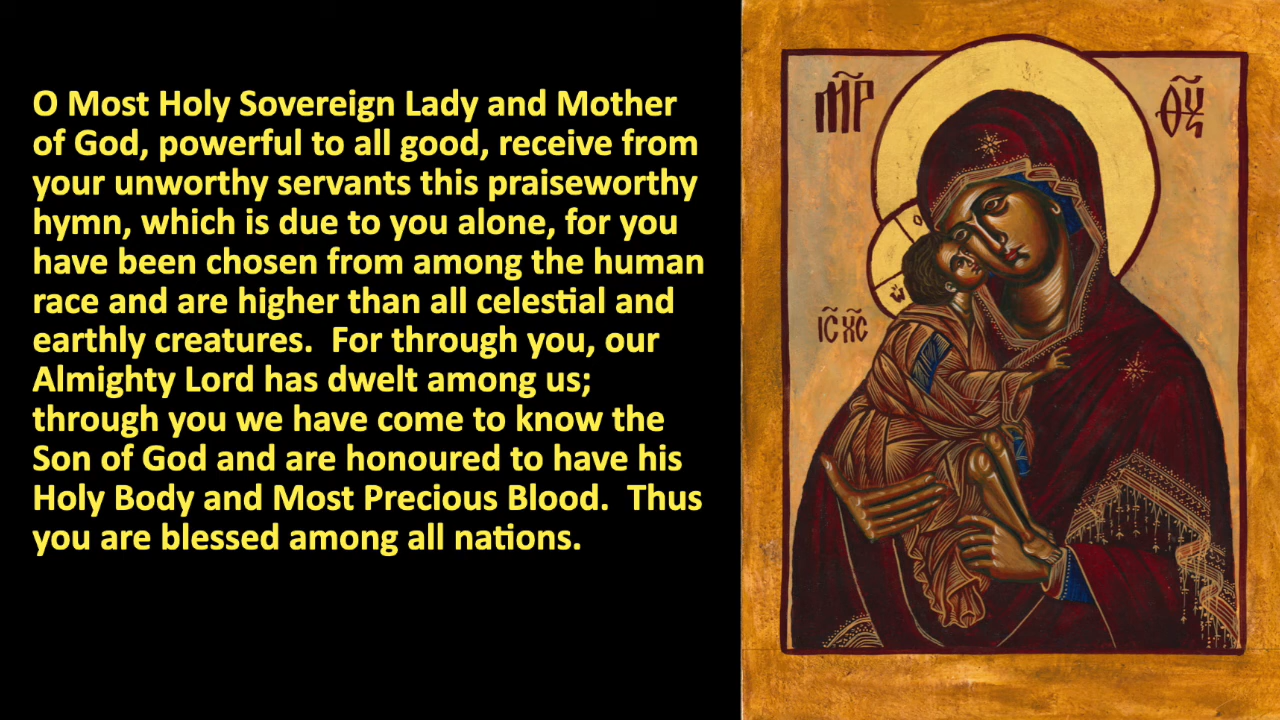 O Most Holy Sovereign Lady and Mother
of God, powerful to all good, receive from
your unworthy servants this praiseworthy
hymn, which is due to you alone, for you
have been chosen from among the human
race and are higher than all celestial and
earthly creatures.  For through you, our
Almighty Lord has dwelt among us;
through you we have come to know the
Son of God and are honoured to have his
Holy Body and Most Precious Blood.  Thus
you are blessed among all nations.
МР ѲУ
О
Ѡ
ІС ХС